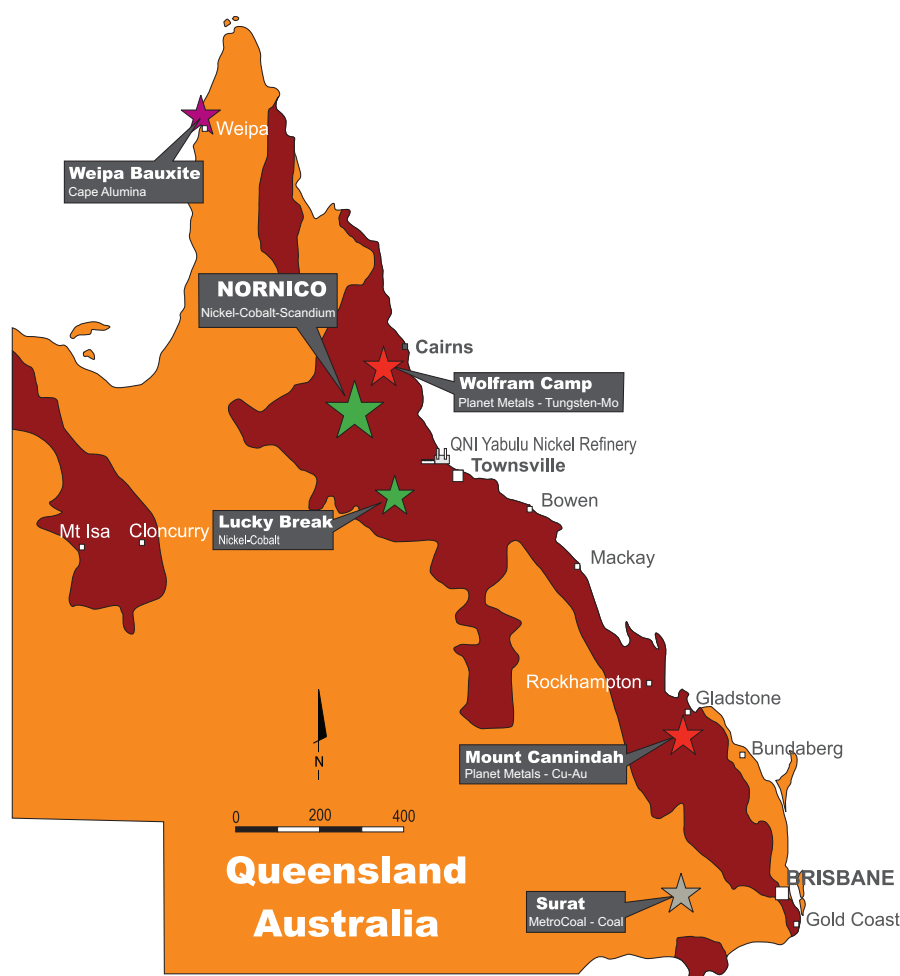 Weipa
Weipa Bauxite
Cape Alumina
NORNICO
Nickel-Cobalt-Scandium
Cairns
Wolfram Camp
Planet Metals - Tungsten-Mo
QNI Yabulu Nickel Refinery
Townsville
Bowen
Lucky Break
Nickel-Cobalt
Mt Isa
Cloncurry
Mackay
Rockhampton
Gladstone
Mount Cannindah
Planet Metals - Cu-Au
Bundaberg
N
0 200 400
Queensland
Australia
BRISBANE
Surat
MetroCoal - Coal
Gold Coast